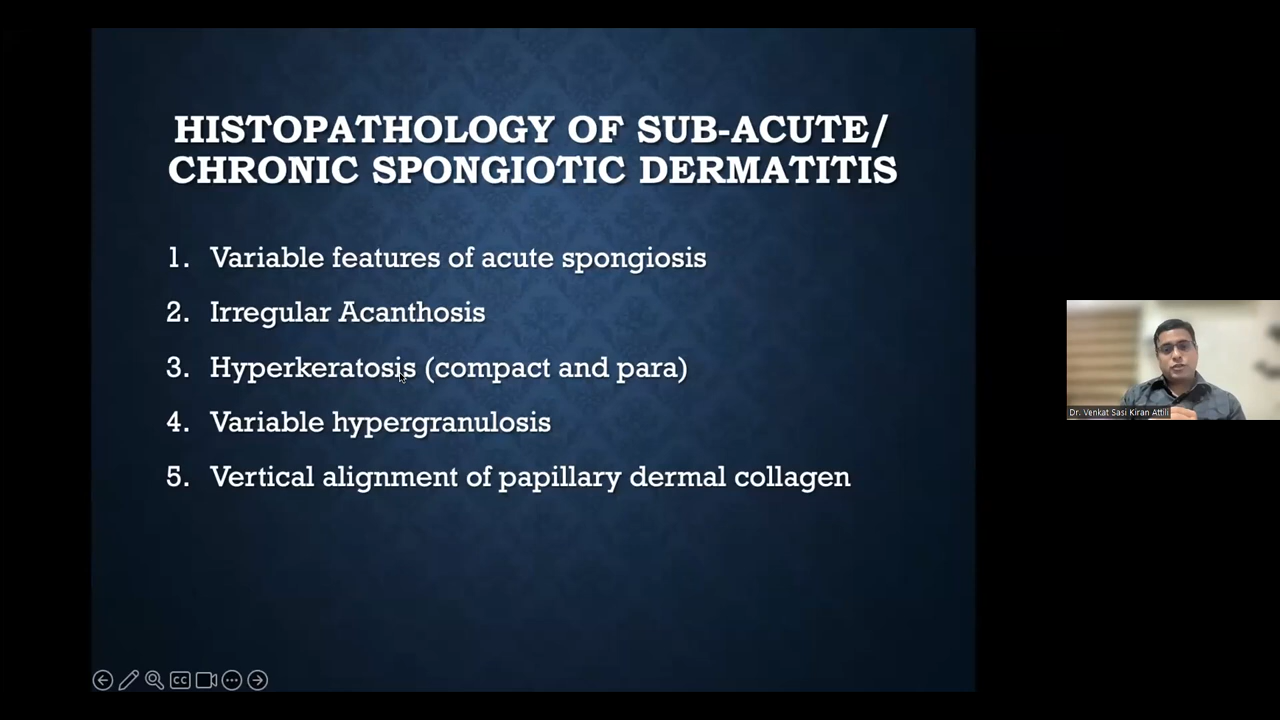 HISTOPATHOLOGY OF SUB-ACUTE/
CHRONIC SPONGIOTIC DERMATITIS
1. Variable features of acute spongiosis
2. Irregular Acanthosis
3. Hyperkeratosis (compact and para)
4. Variable hypergranulosis
5. Vertical alignment of papillary dermal collagen
Dr. Venkat Sasi Kiran Attili
CC